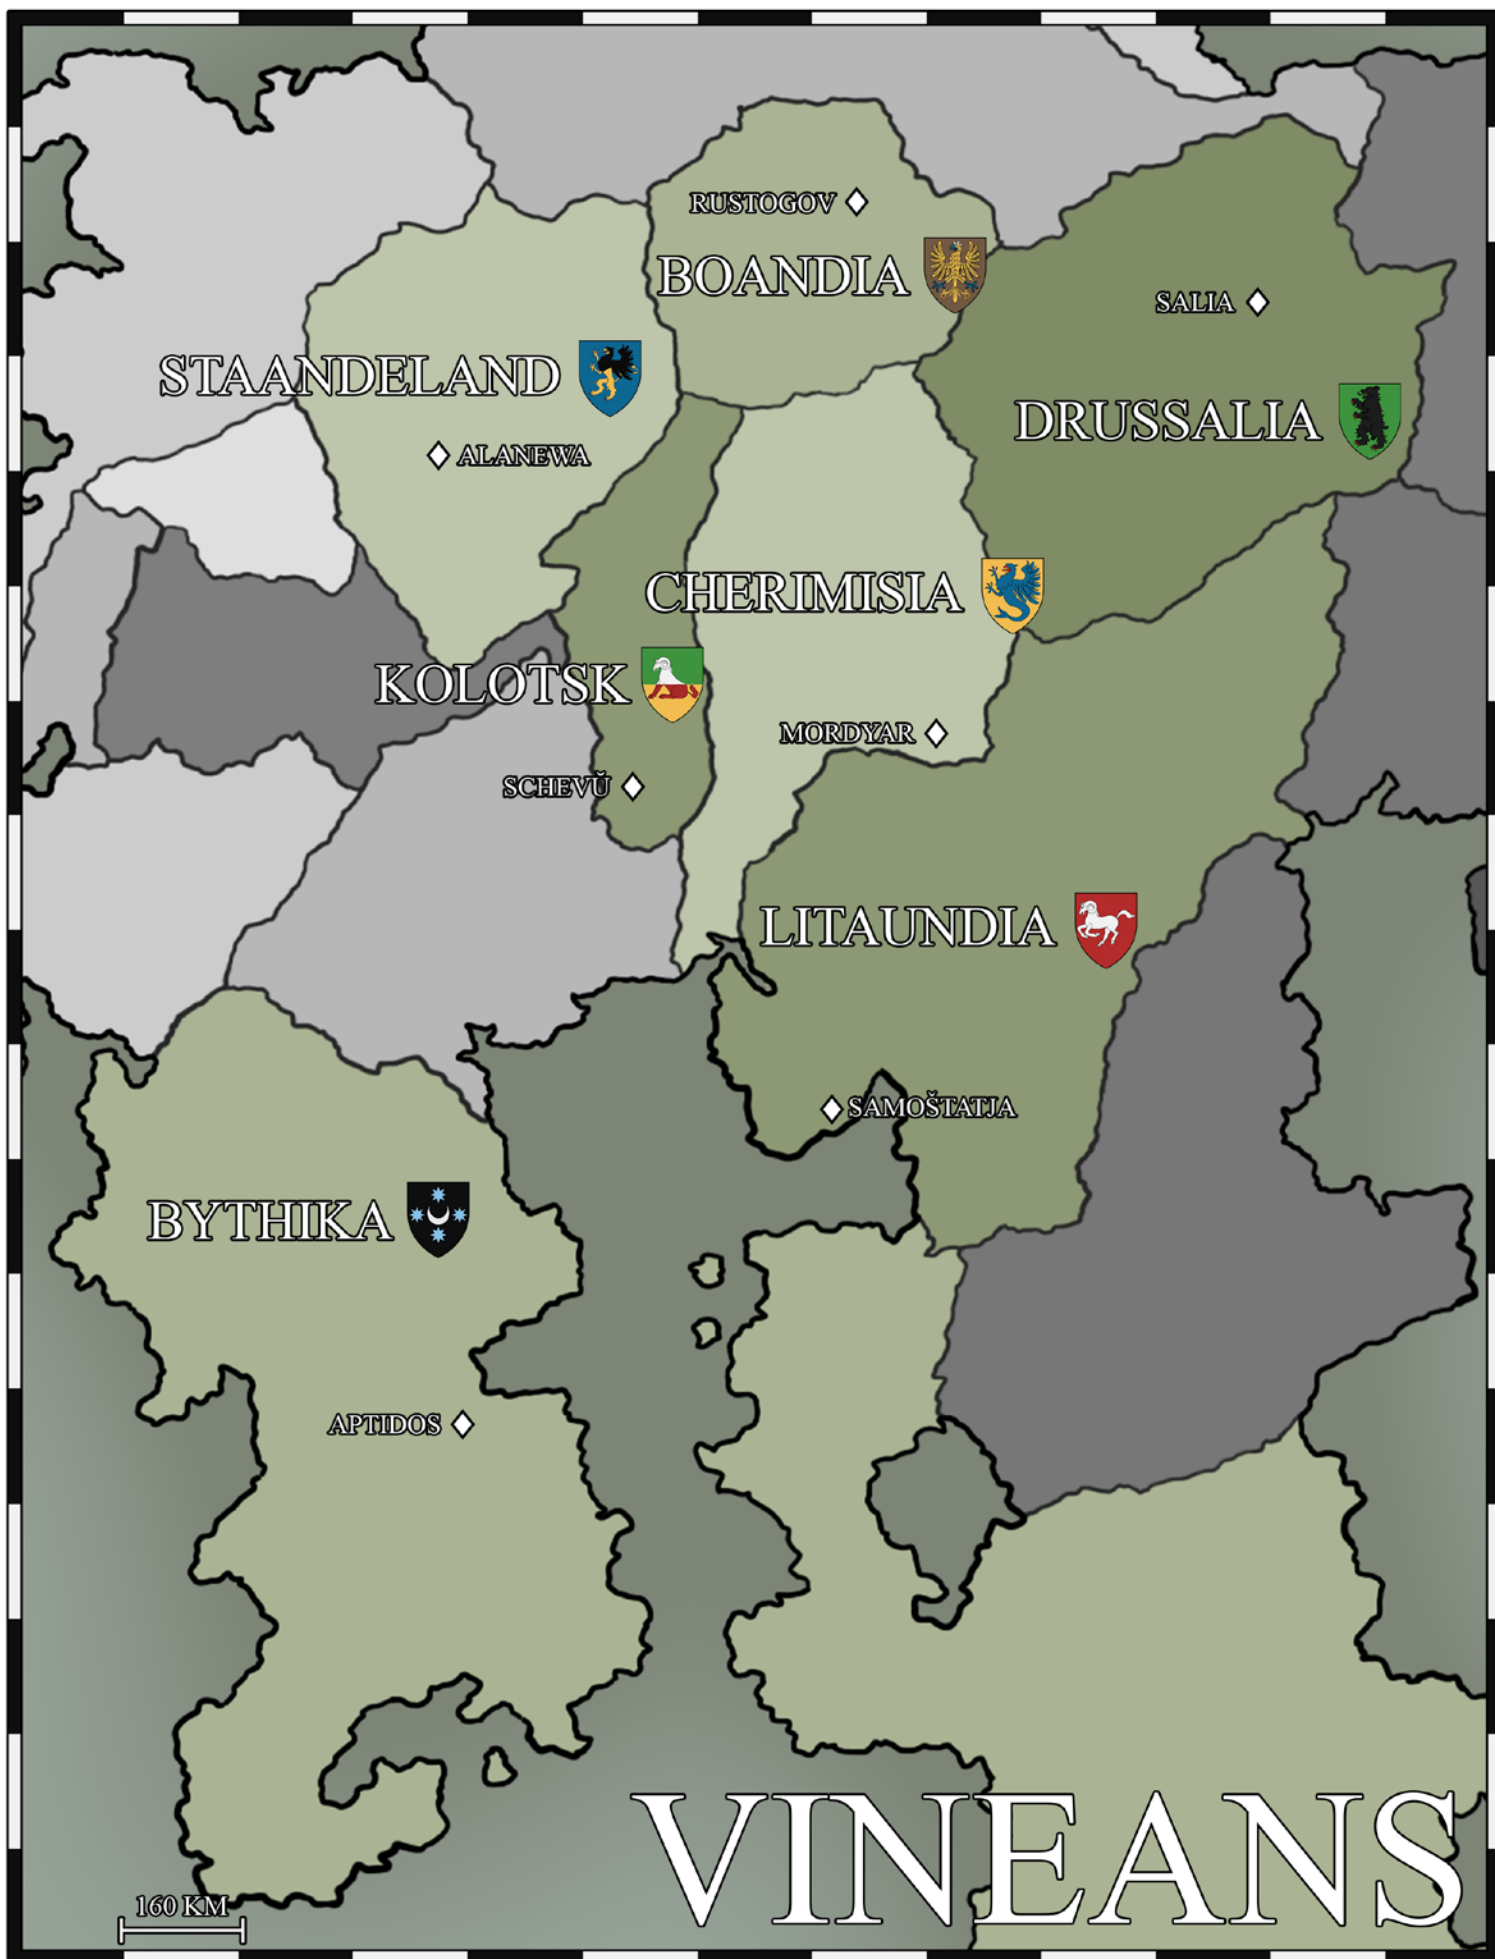 RUSTOGOV
BOANDIA
SALIA
STAANDELAND
DRUSSALIA
ALANEWA
CHERIMISIA
KOLOTSK
MORDYAR
SCHEVŬ
LITAUNDIA
SAMOŠTATJA
BYTHIKA
APTIDOS
VINEANS
160 KM